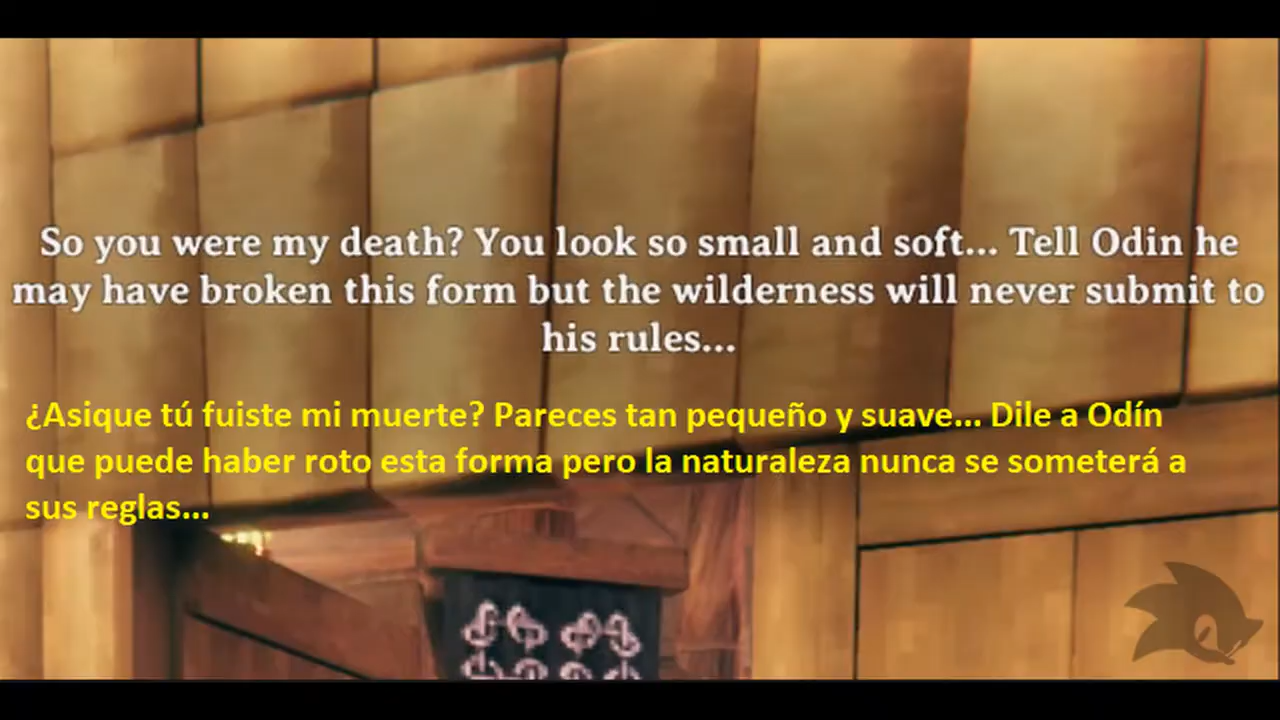 So you were my death? You look so small and soft... Tell Odin he
may have broken this form but the wilderness will never submit to
his rules...
¿Asique tú fuiste mi muerte? Pareces tan pequeño y suave... Dile a Odín
que puede haber roto esta forma pero la naturaleza nunca se someterá a
sus reglas...